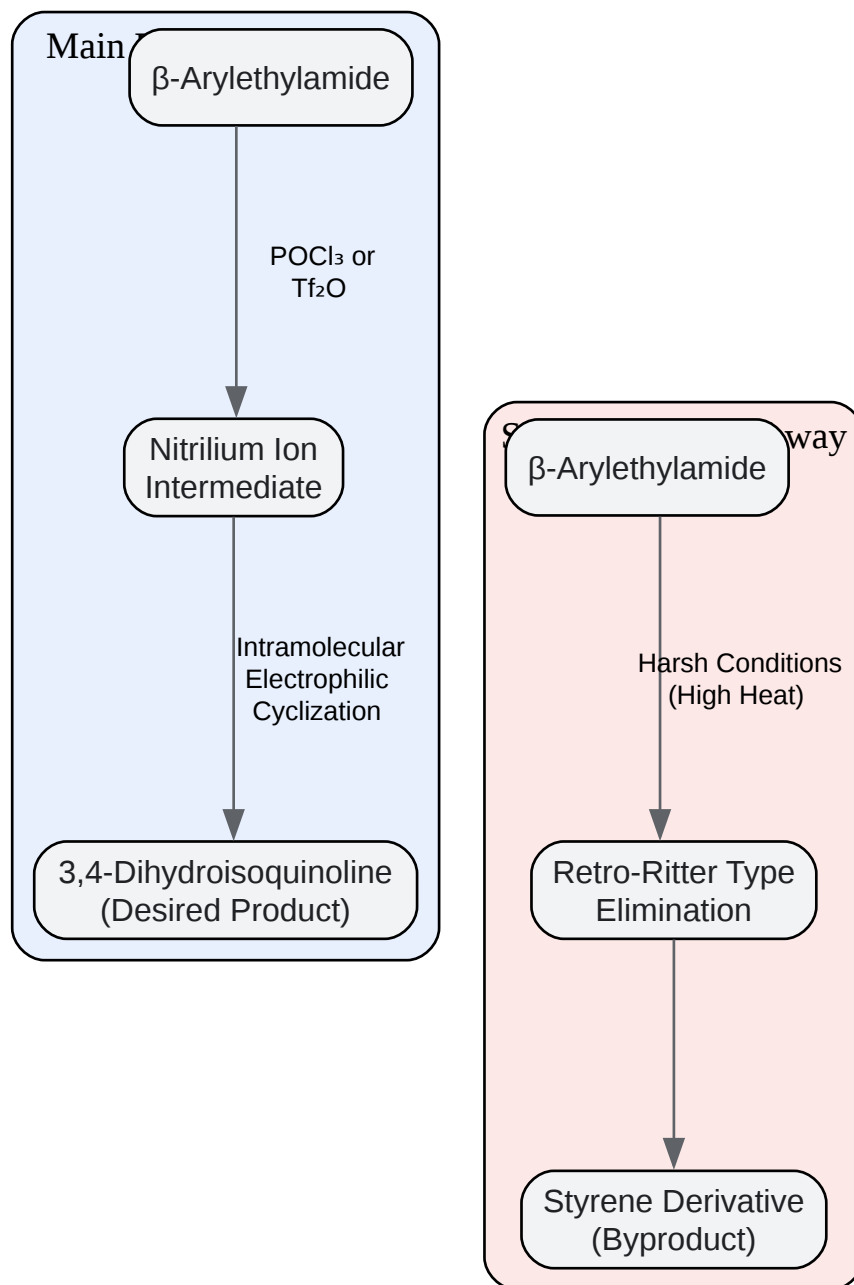 Main
β-Arylethylamide
POCl₃ or
Tf₂O
Nitrilium Ion
Intermediate
Intramolecular
Electrophilic
Cyclization
3,4-Dihydroisoquinoline
(Desired Product)
way
β-Arylethylamide
Harsh Conditions
(High Heat)
Retro-Ritter Type
Elimination
Styrene Derivative
(Byproduct)